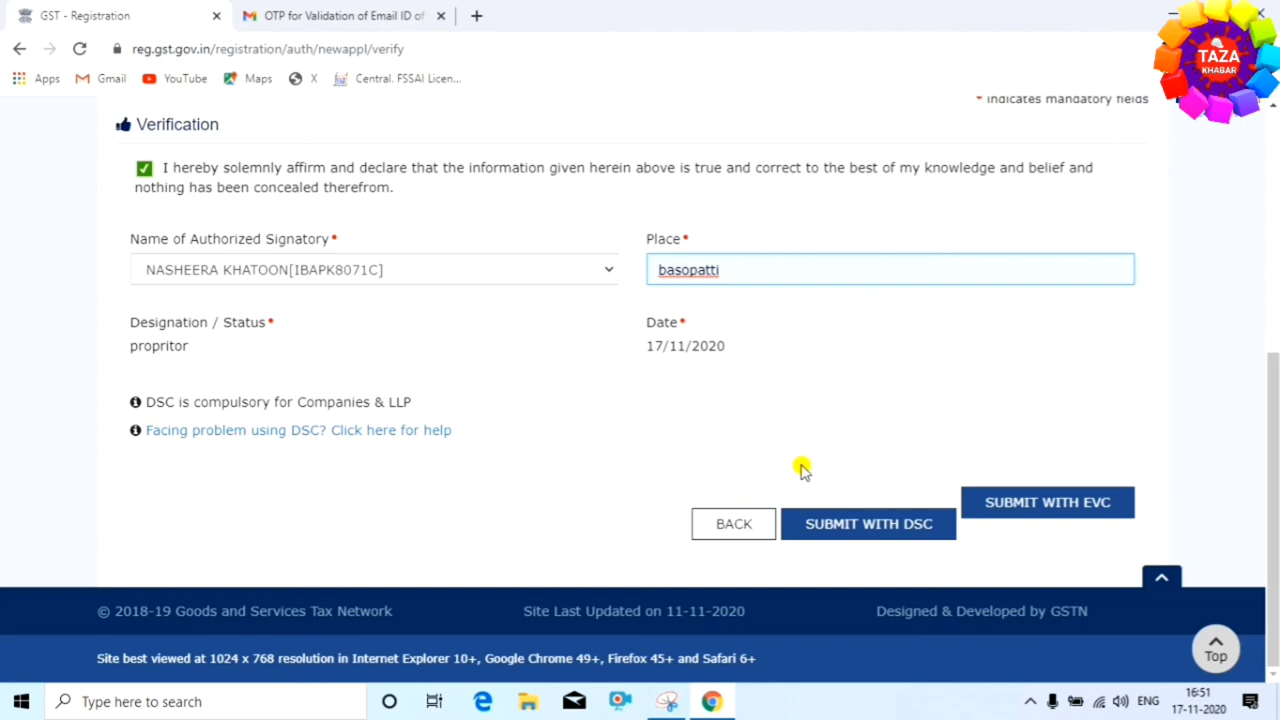 GST - Registration
OTP for Validation of Email ID of
reg.gst.gov.in/registration/auth/newappl/verify
Apps
Gmail
YouTube
Maps
X
Central. FSSAI Licen...
TAZA
KHABAR
* indicates mandatory fields
Verification
I hereby solemnly affirm and declare that the information given herein above is true and correct to the best of my knowledge and belief and
nothing has been concealed therefrom.
Name of Authorized Signatory*
Place*
NASHEERA KHATOON[IBAPK8071C]
basopatti
Designation / Status*
Date*
propritor
17/11/2020
DSC is compulsory for Companies & LLP
Facing problem using DSC? Click here for help
BACK
SUBMIT WITH DSC
SUBMIT WITH EVC
© 2018-19 Goods and Services Tax Network
Site Last Updated on 11-11-2020
Designed & Developed by GSTN
Site best viewed at 1024 x 768 resolution in Internet Explorer 10+, Google Chrome 49+, Firefox 45+ and Safari 6+
Top
Type here to search
ENG
16:51
17-11-2020